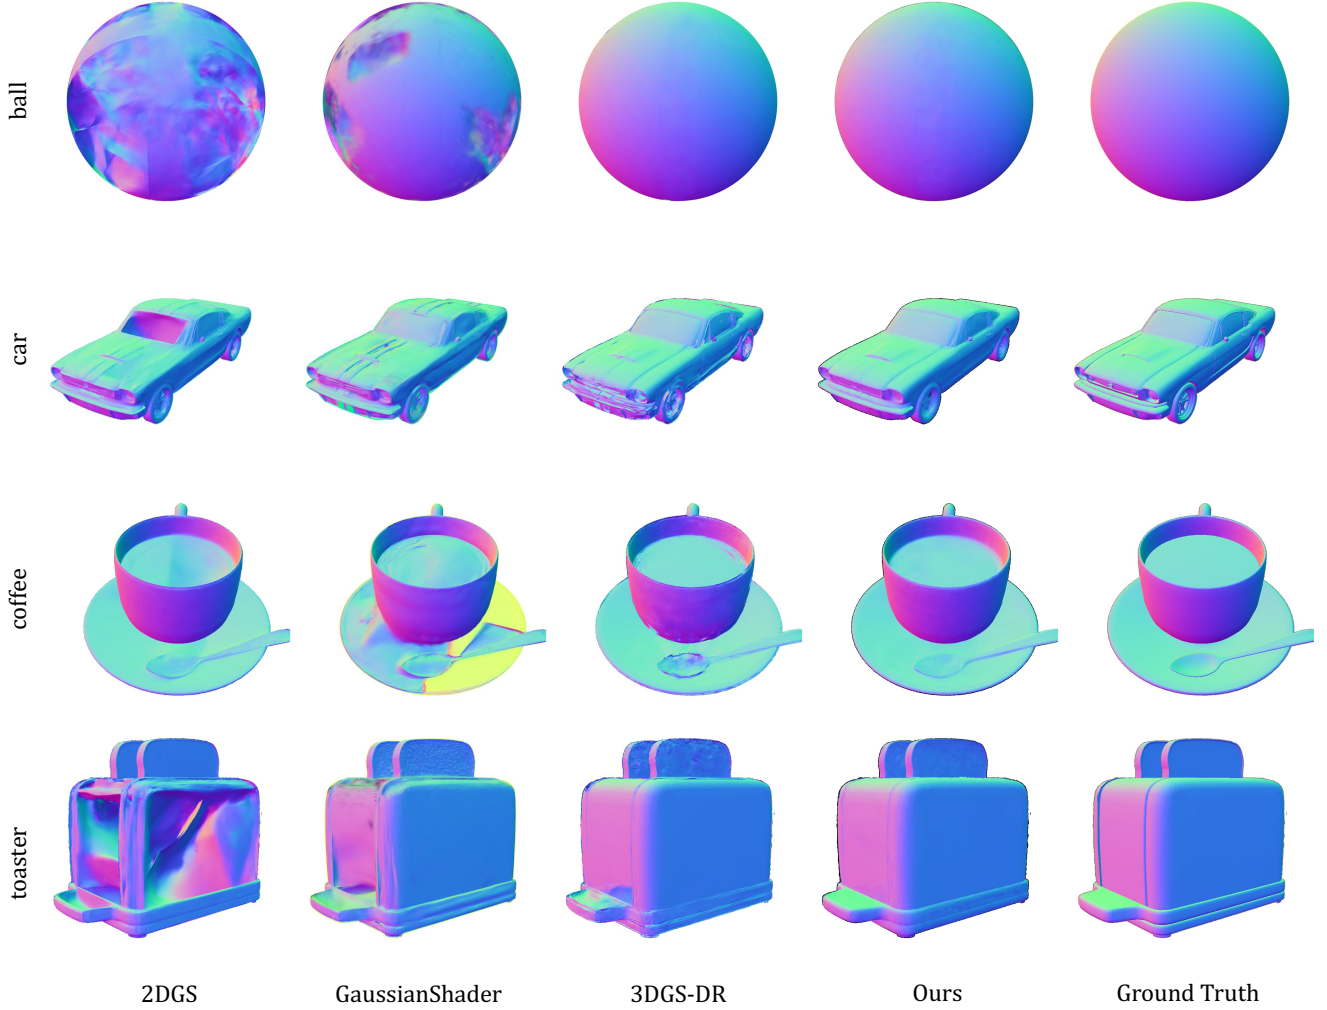 ball
car
coffee
toaster
2DGS GaussianShader 3DGS-DR Ours Ground Truth